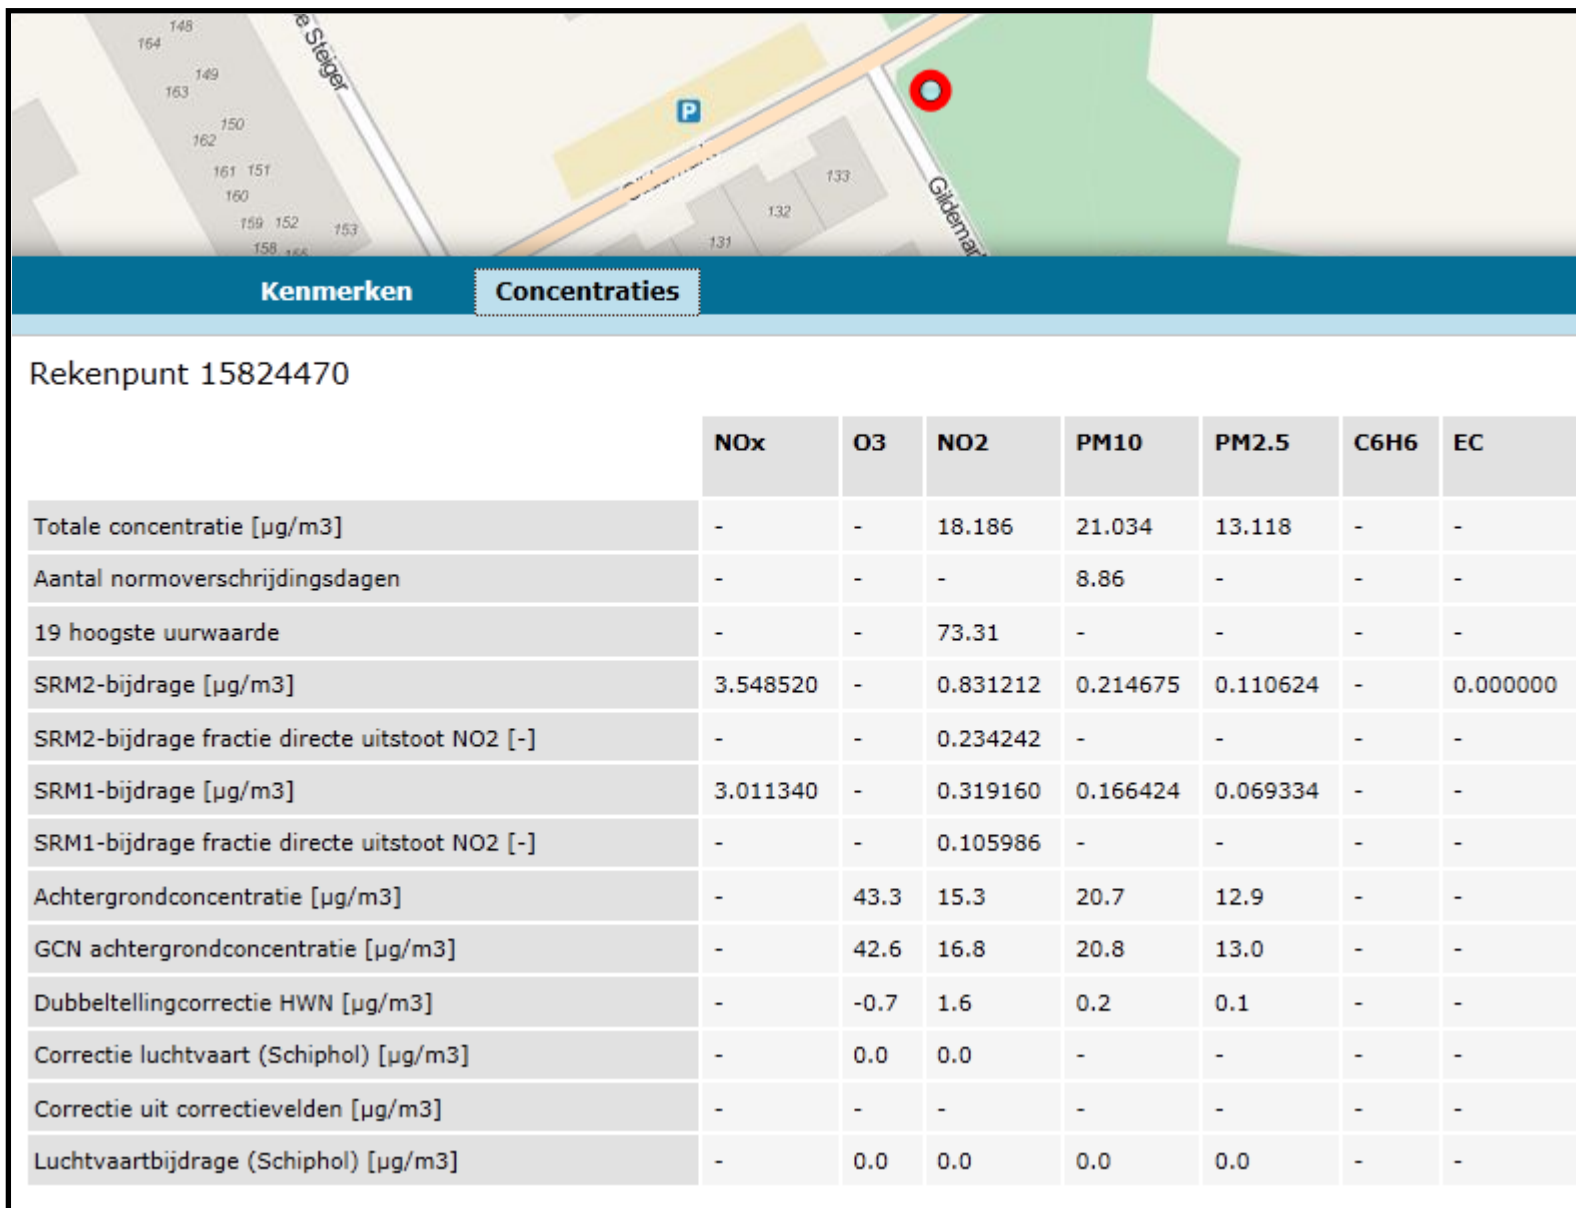 148
164
e Steiger
149
163
P
150
162
161 151
133
160
132
159 152
153
131
158
Gildemar
Kenmerken Concentraties
Rekenpunt 15824470
NOx O3 NO2 PM10 PM2.5 C6H6 EC
Totale concentratie [µg/m3] - - 18.186 21.034 13.118 - -
Aantal normoverschrijdingsdagen - - - 8.86 - - -
19 hoogste uurwaarde - - 73.31 - - - -
SRM2-bijdrage [µg/m3] 3.548520 - 0.831212 0.214675 0.110624 - 0.000000
SRM2-bijdrage fractie directe uitstoot NO2 [-] - - 0.234242 - - - -
SRM1-bijdrage [µg/m3] 3.011340 - 0.319160 0.166424 0.069334 - -
SRM1-bijdrage fractie directe uitstoot NO2 [-] - - 0.105986 - - - -
Achtergrondconcentratie [µg/m3] - 43.3 15.3 20.7 12.9 - -
GCN achtergrondconcentratie [µg/m3] - 42.6 16.8 20.8 13.0 - -
Dubbeltellingcorrectie HWN [µg/m3] - -0.7 1.6 0.2 0.1 - -
Correctie luchtvaart (Schiphol) [µg/m3] - 0.0 0.0 - - - -
Correctie uit correctievelden [µg/m3] - - - - - - -
Luchtvaartbijdrage (Schiphol) [µg/m3] - 0.0 0.0 0.0 0.0 - -